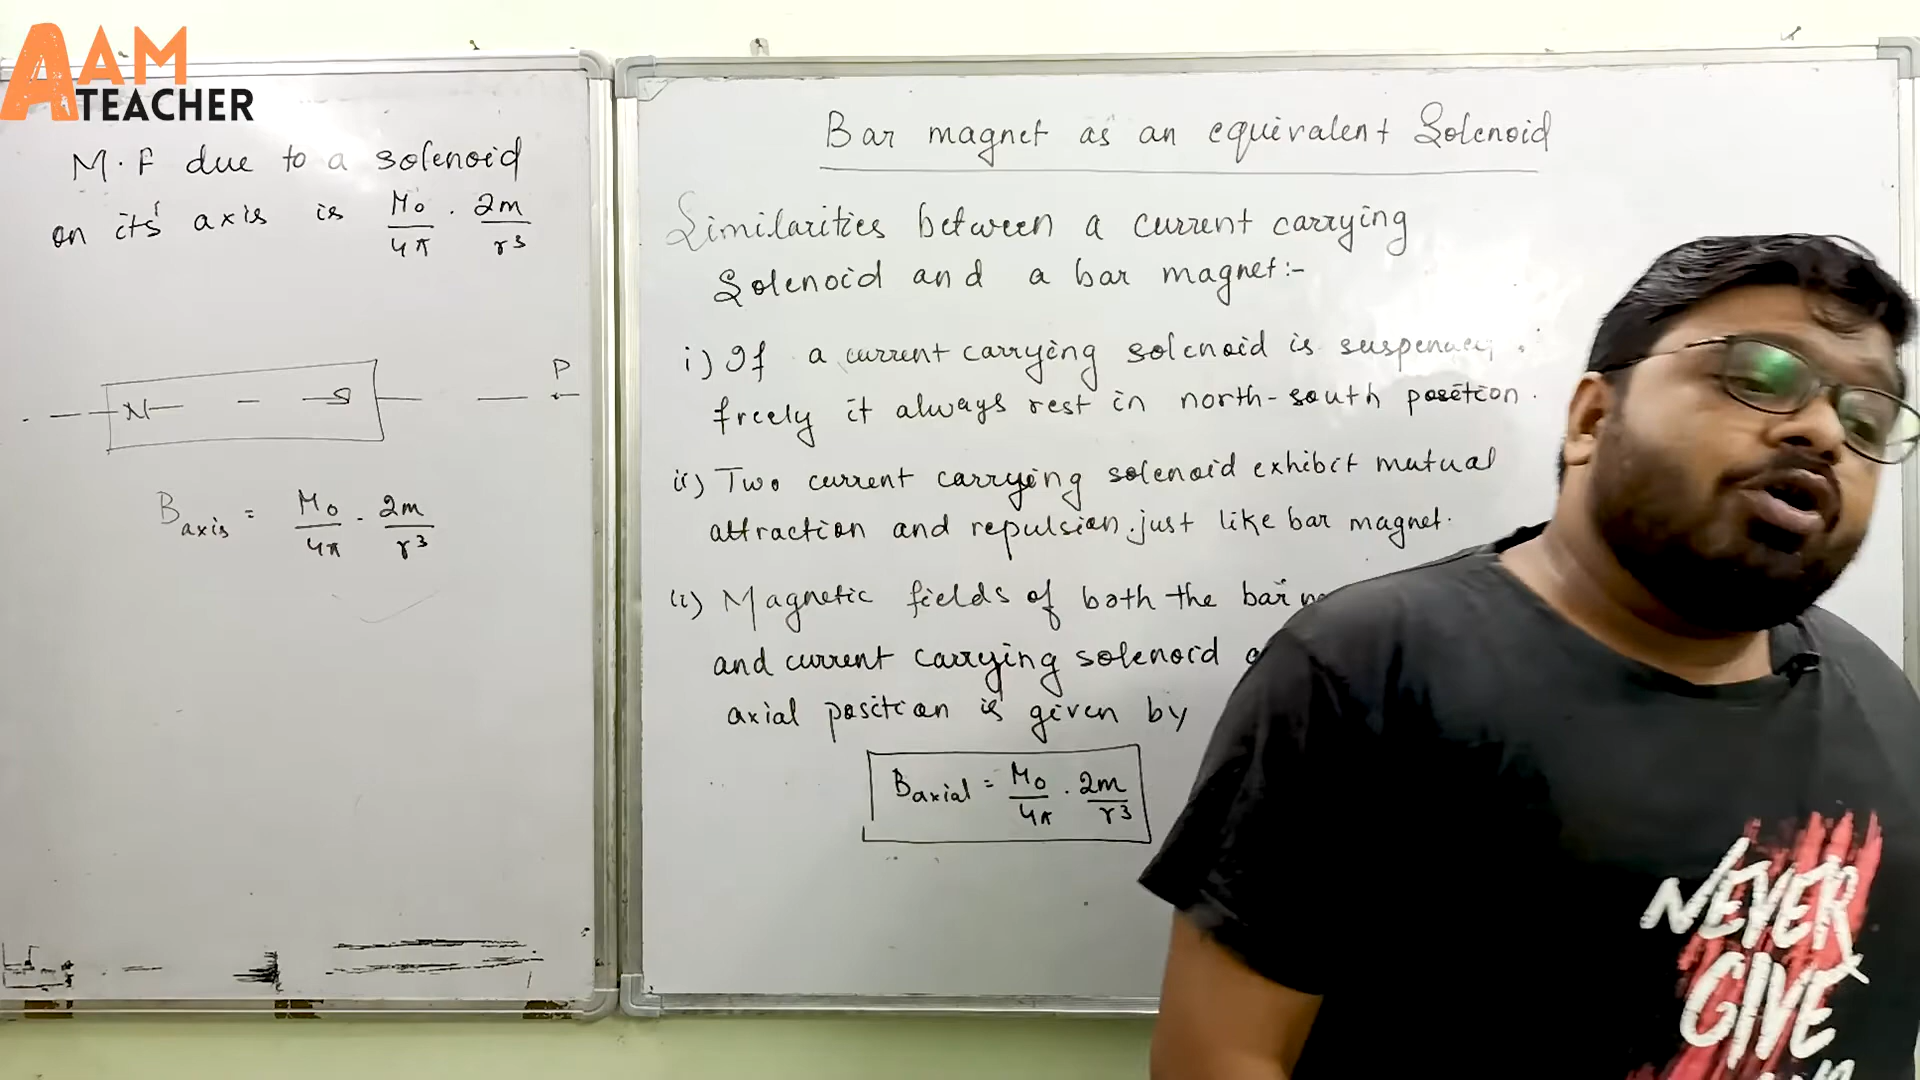 AAM
TEACHER
M.F due to a solenoid
on it's axis is μ₀/4π . 2m/r³
P
N S
B axis = μ₀/4π . 2m/r³
Bar magnet as an equivalent Solenoid
Similarities between a current carrying
Solenoid and a bar magnet:-
i) If a current carrying solenoid is
freely it always rest in north-south position.
ii) Two current carrying solenoid exhibit mutual
attraction and repulsion.just like bar magnet.
Magnetic fields of both the bar
and current carrying solenoid
axial position is given by
B axial = μ₀/4π . 2m/r³
NEVER
GIVE